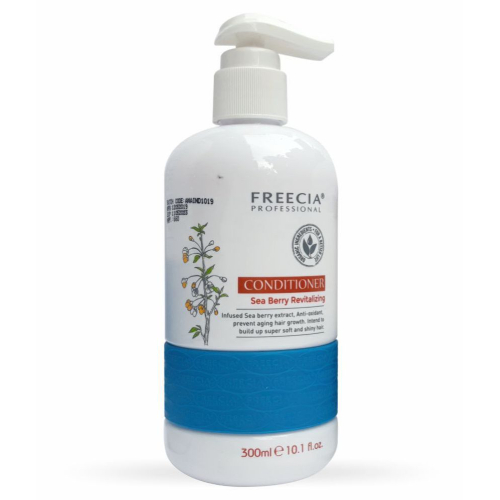 FREECIA®
PROFESSIONAL
CONDITIONER
Sea Berry Revitalizing
Infused Sea berry extract, Anti-oxidant,
prevent aging hair growth. Intend to
build up super soft and shiny hair.
300ml e 10.1 fl.oz.